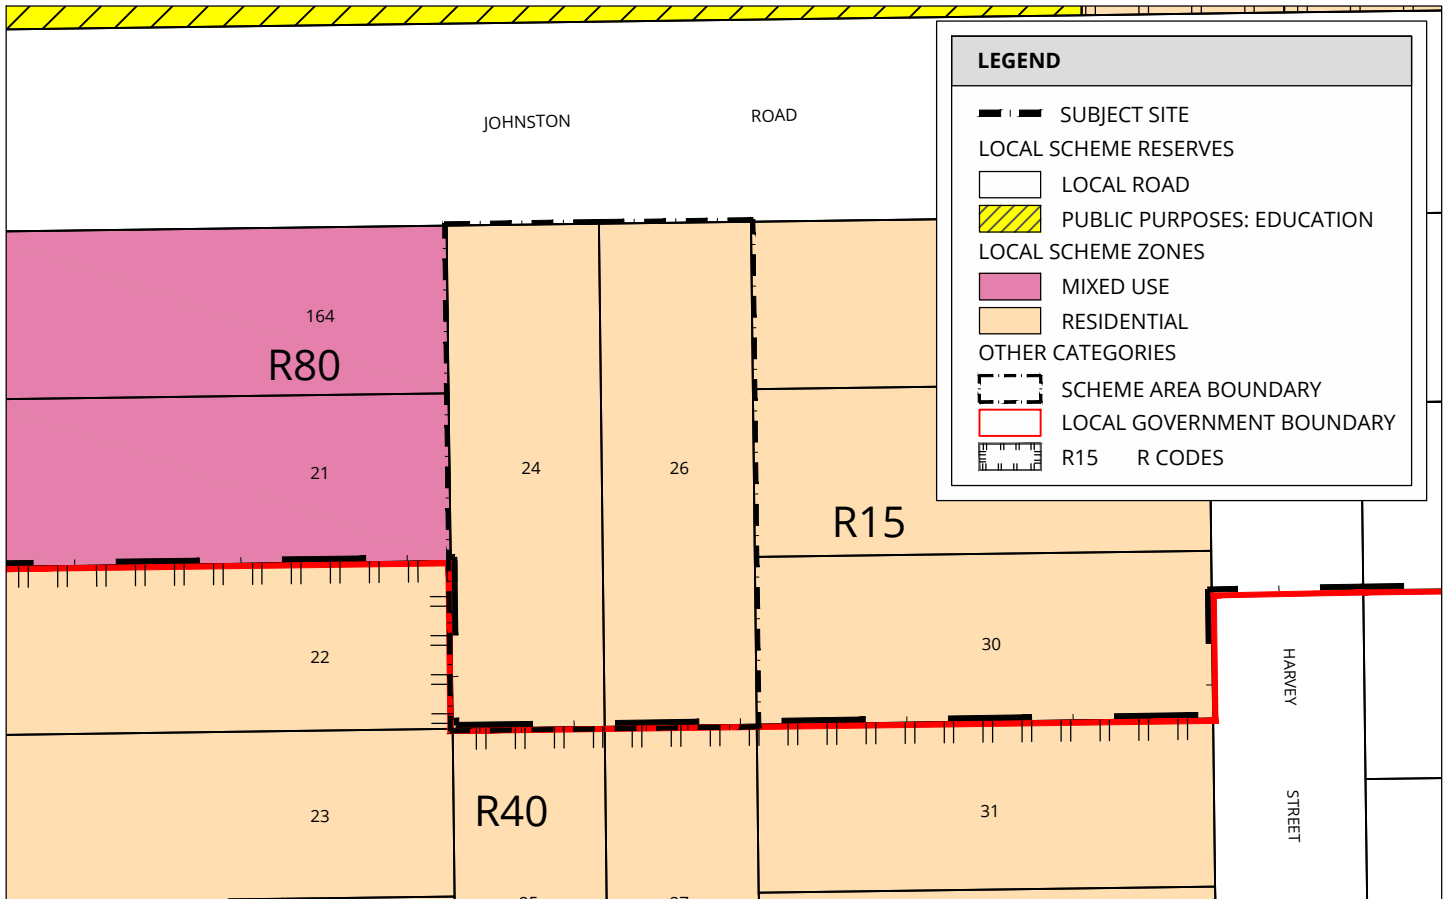 JOHNSTON ROAD
LEGEND
SUBJECT SITE
LOCAL SCHEME RESERVES
LOCAL ROAD
PUBLIC PURPOSES: EDUCATION
LOCAL SCHEME ZONES
MIXED USE
RESIDENTIAL
OTHER CATEGORIES
SCHEME AREA BOUNDARY
LOCAL GOVERNMENT BOUNDARY
R15 R CODES
164
R80
21
24
26
R15
22
30
HARVEY
STREET
23
R40
31